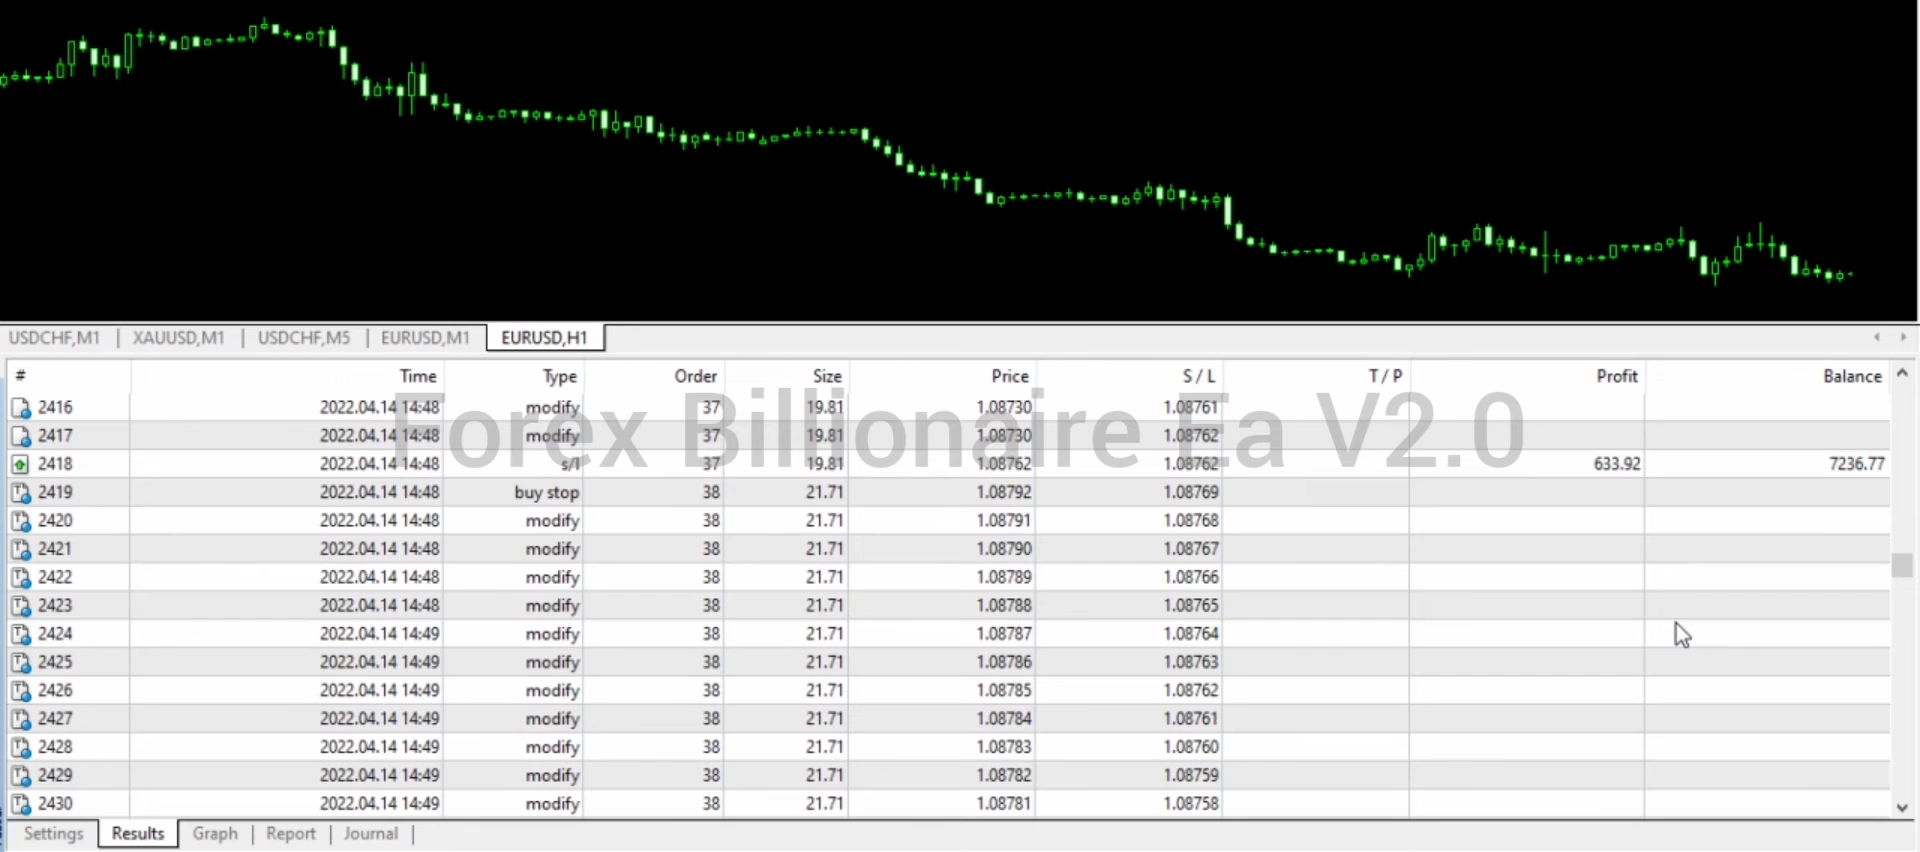 USDCHF,M1 | XAUUSD,M1 | USDCHF,M5 | EURUSD,M1 EURUSD,H1
# Time Type Order Size Price S / L T / P Profit Balance
2416 2022.04.14 14:48 modify 37 19.81 1.08730 1.08761
2417 2022.04.14 14:48 modify 37 19.81 1.08730 1.08762
Forex Billionaire Ea V2.0
2418 2022.04.14 14:48 s/l 37 19.81 1.08762 1.08762 633.92 7236.77
2419 2022.04.14 14:48 buy stop 38 21.71 1.08792 1.08769
2420 2022.04.14 14:48 modify 38 21.71 1.08791 1.08768
2421 2022.04.14 14:48 modify 38 21.71 1.08790 1.08767
2422 2022.04.14 14:48 modify 38 21.71 1.08789 1.08766
2423 2022.04.14 14:48 modify 38 21.71 1.08788 1.08765
2424 2022.04.14 14:49 modify 38 21.71 1.08787 1.08764
2425 2022.04.14 14:49 modify 38 21.71 1.08786 1.08763
2426 2022.04.14 14:49 modify 38 21.71 1.08785 1.08762
2427 2022.04.14 14:49 modify 38 21.71 1.08784 1.08761
2428 2022.04.14 14:49 modify 38 21.71 1.08783 1.08760
2429 2022.04.14 14:49 modify 38 21.71 1.08782 1.08759
2430 2022.04.14 14:49 modify 38 21.71 1.08781 1.08758
Settings Results Graph | Report | Journal |